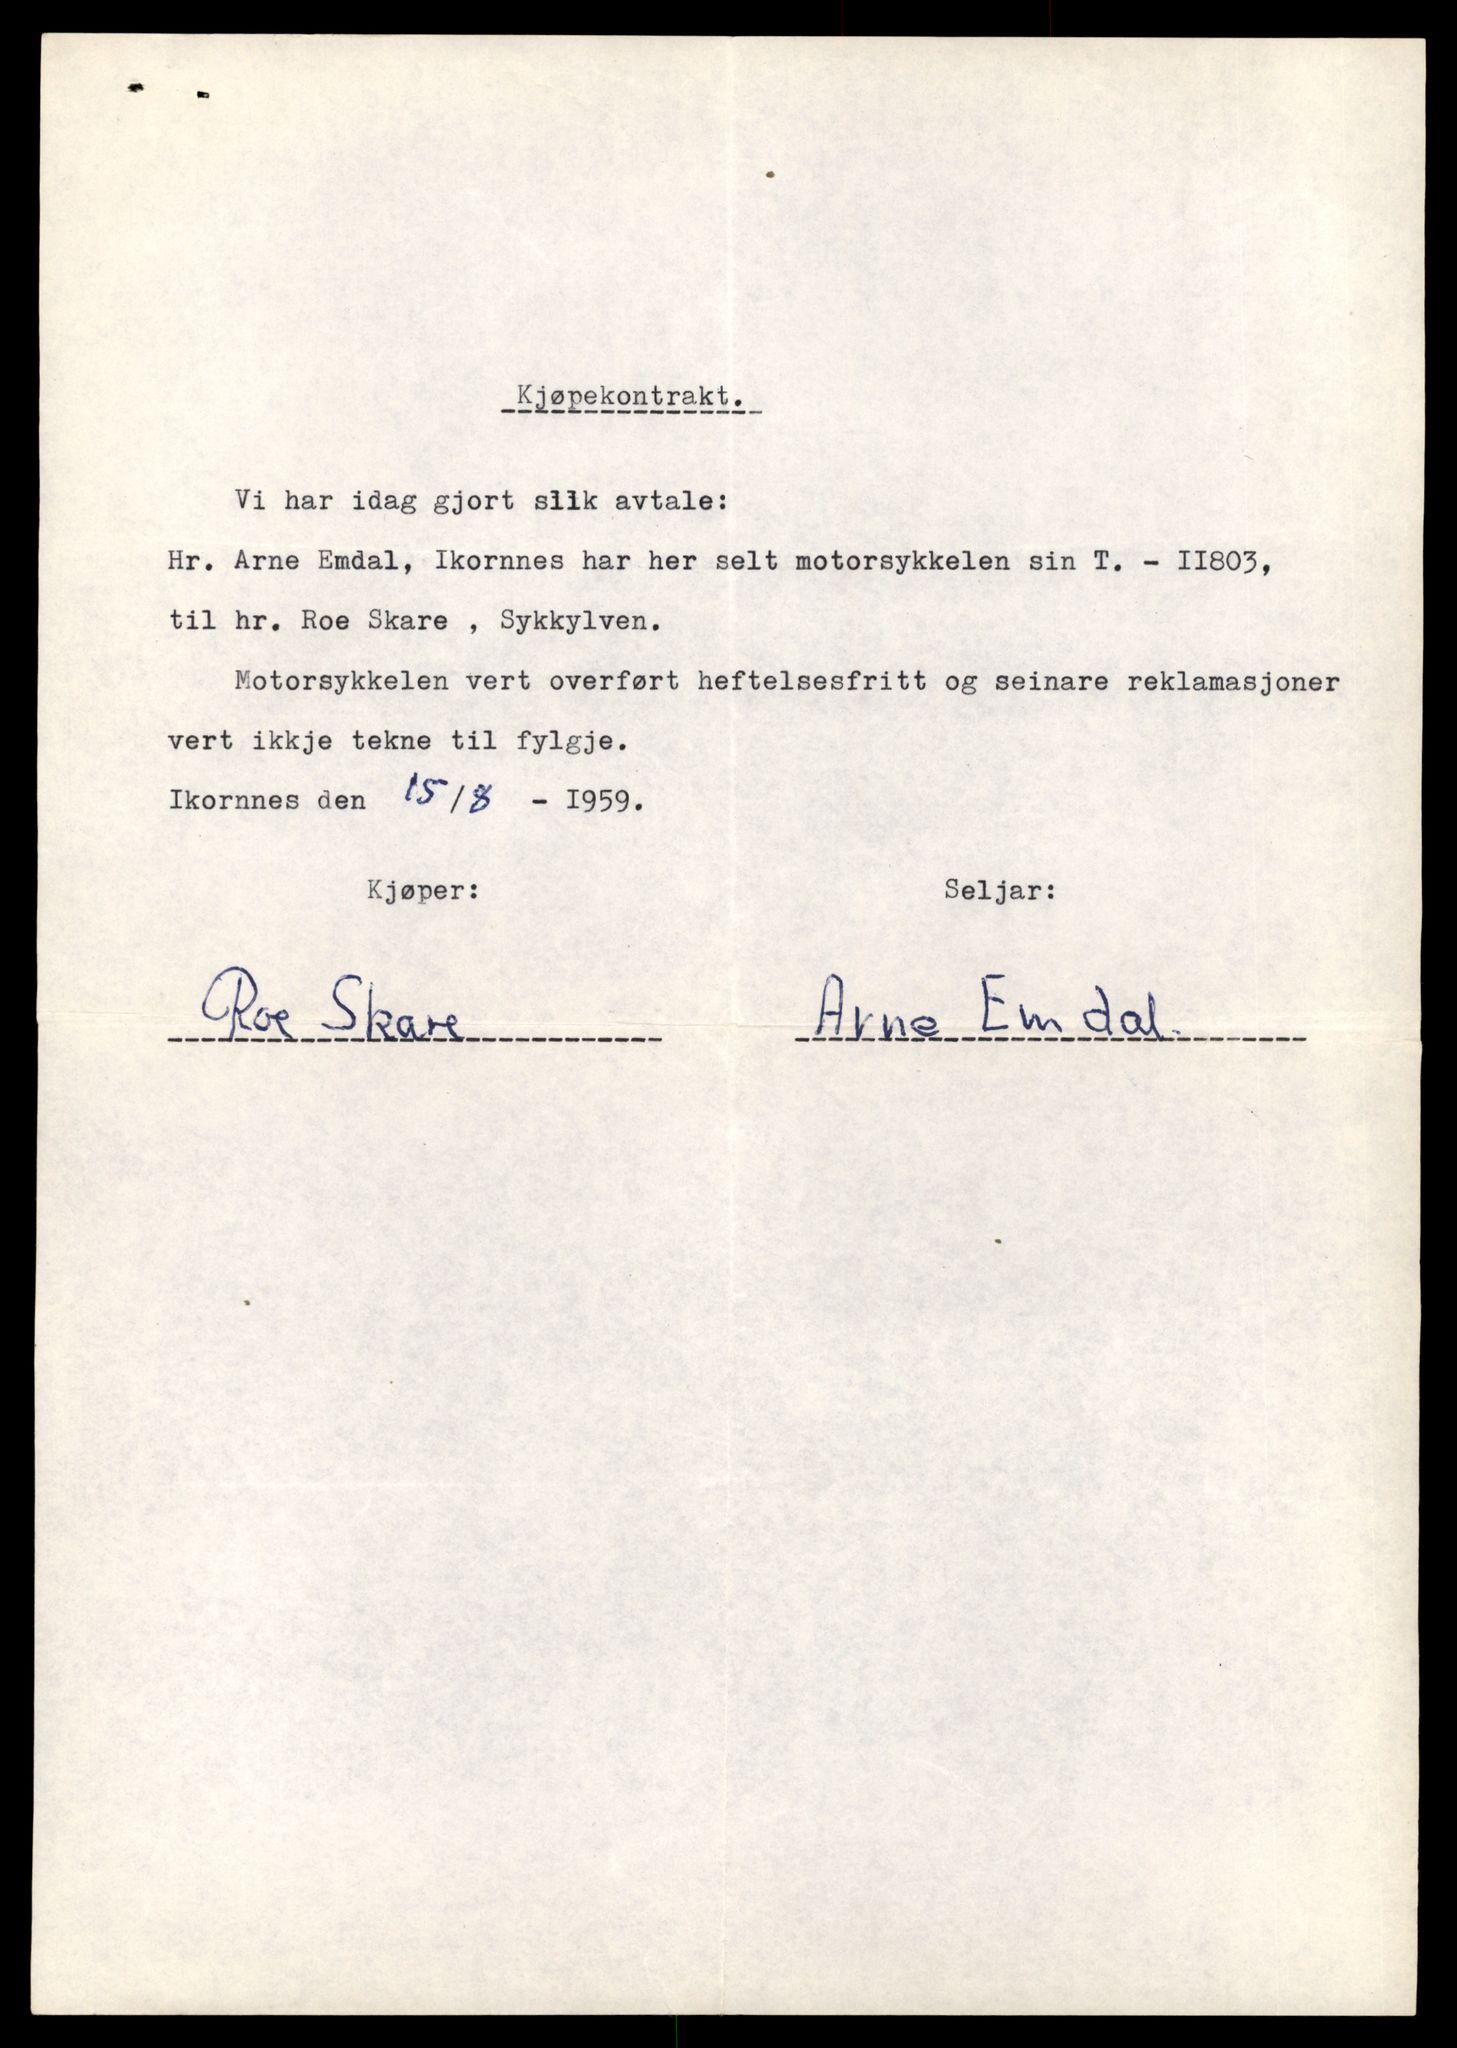 Kjøpekontrakt.
Vi har idag gjort slik avtale:
Hr. Arne Emdal, Ikornnes har her selt motorsykkelen sin T. - II803,
til hr. Roe Skare , Sykkylven.
Motorsykkelen vert overført heftelsesfritt og seinare reklamasjoner
vert ikkje tekne til fylgje.
Ikornnes den 15/8 - I959.
Kjøper: Seljar:
Roe Skare Arne Emdal.